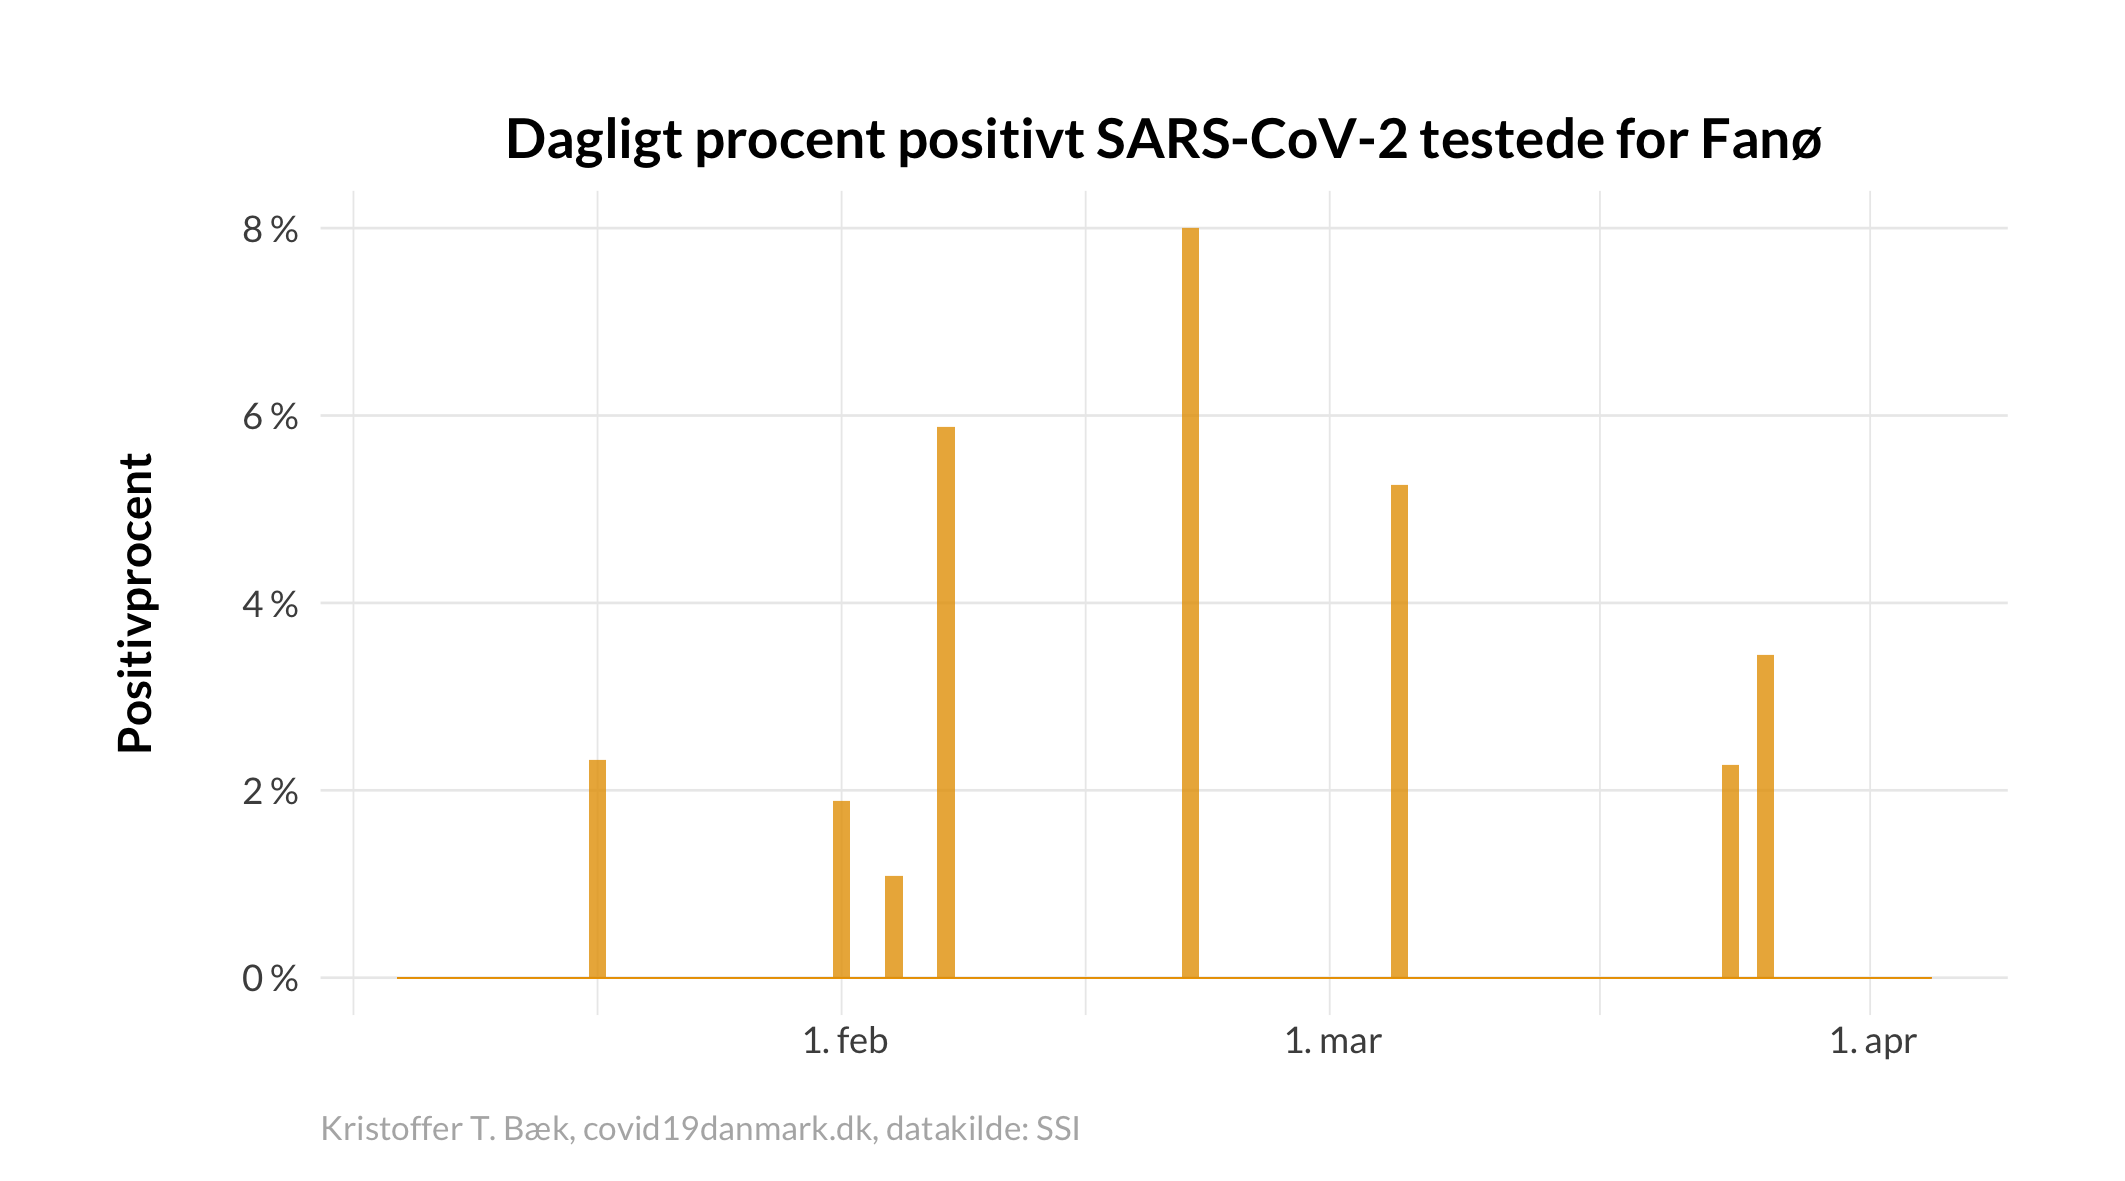 Dagligt procent positivt SARS-CoV-2 testede for Fanø
Positivprocent
8 %
6 %
4 %
2 %
0 %
1. feb
1. mar
1. apr
Kristoffer T. Bæk, covid19danmark.dk, datakilde: SSI